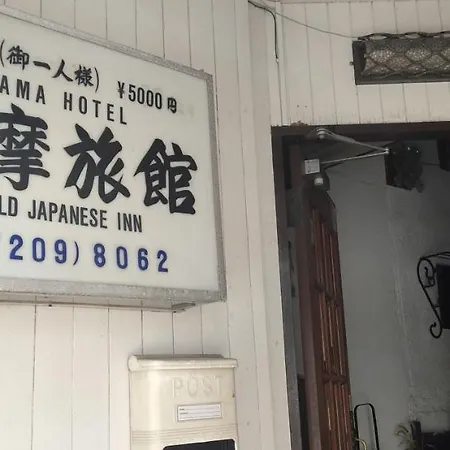 (御一人様) ¥5000円
AMA HOTEL
摩旅館
LD JAPANESE INN
209) 8062
POST